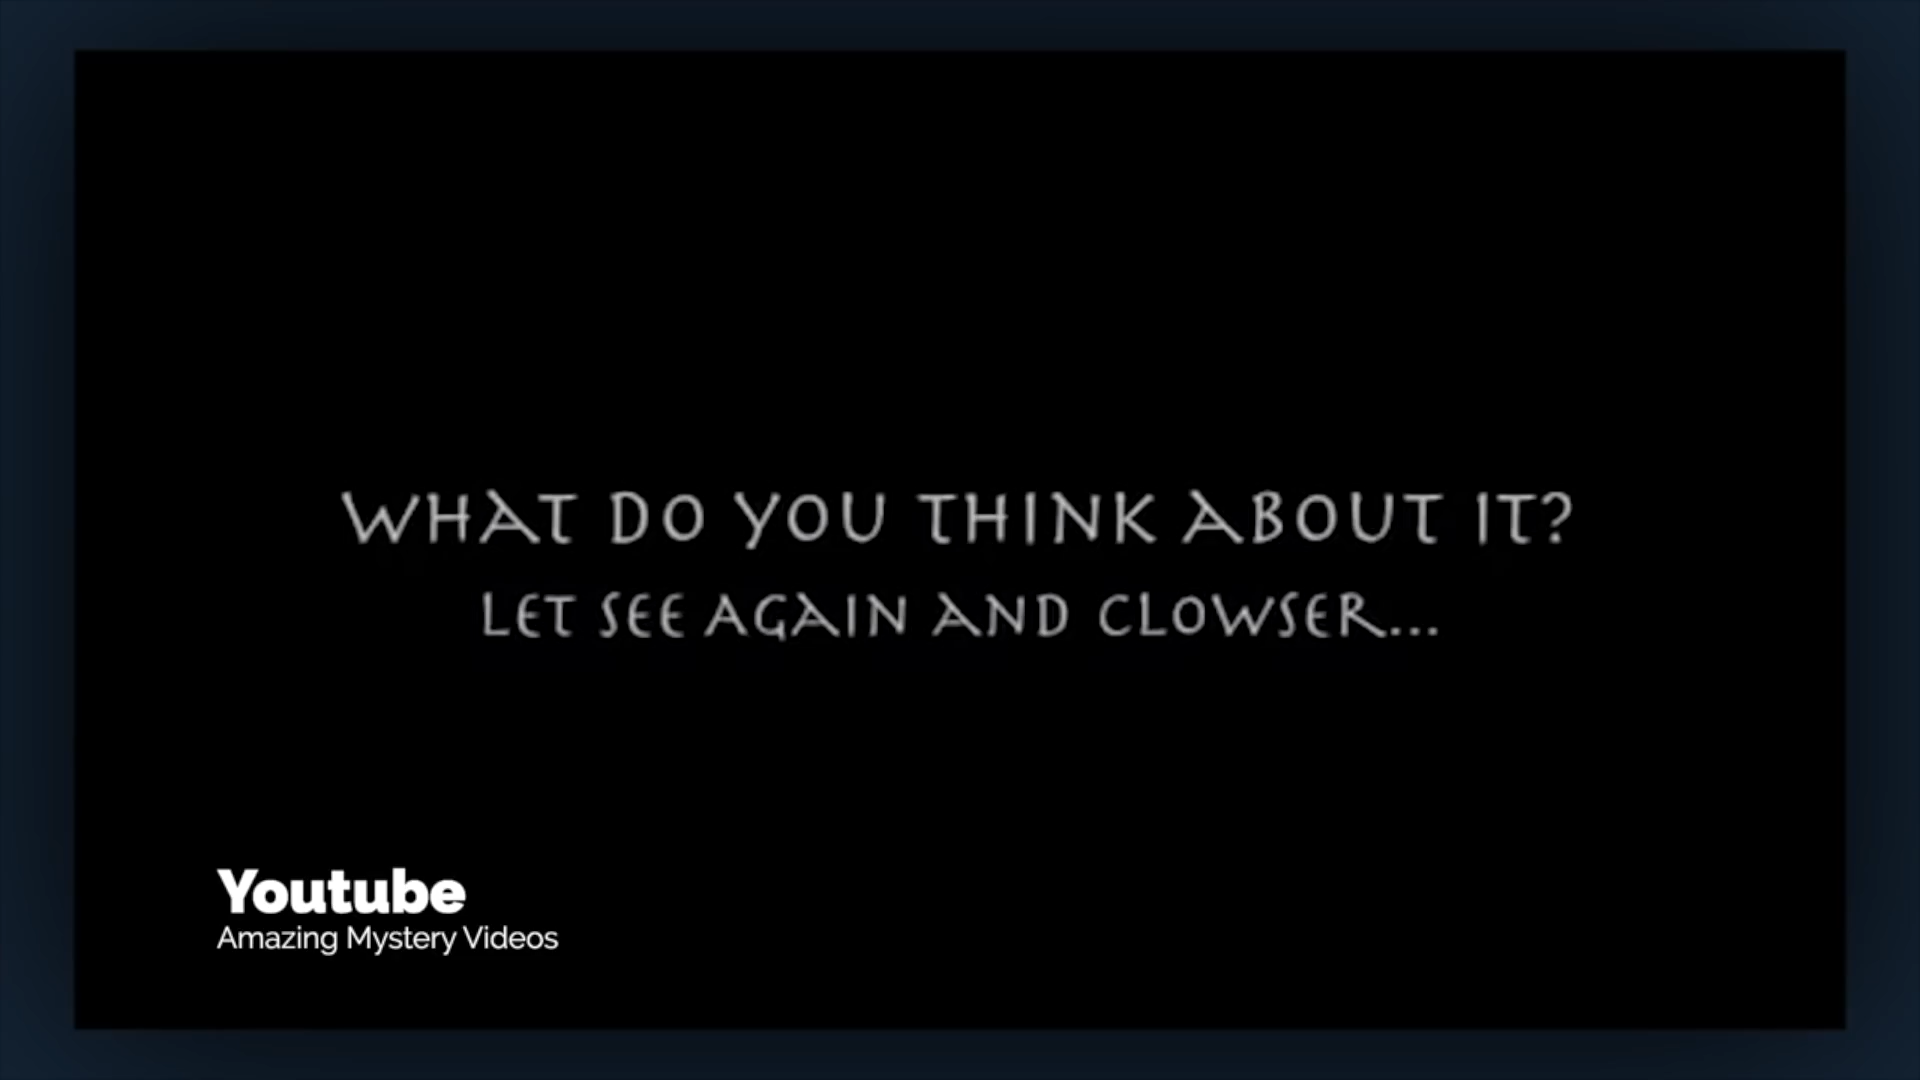 WHAT DO YOU THINK ABOUT IT?
LET SEE AGAIN AND CLOWSER...
Youtube
Amazing Mystery Videos